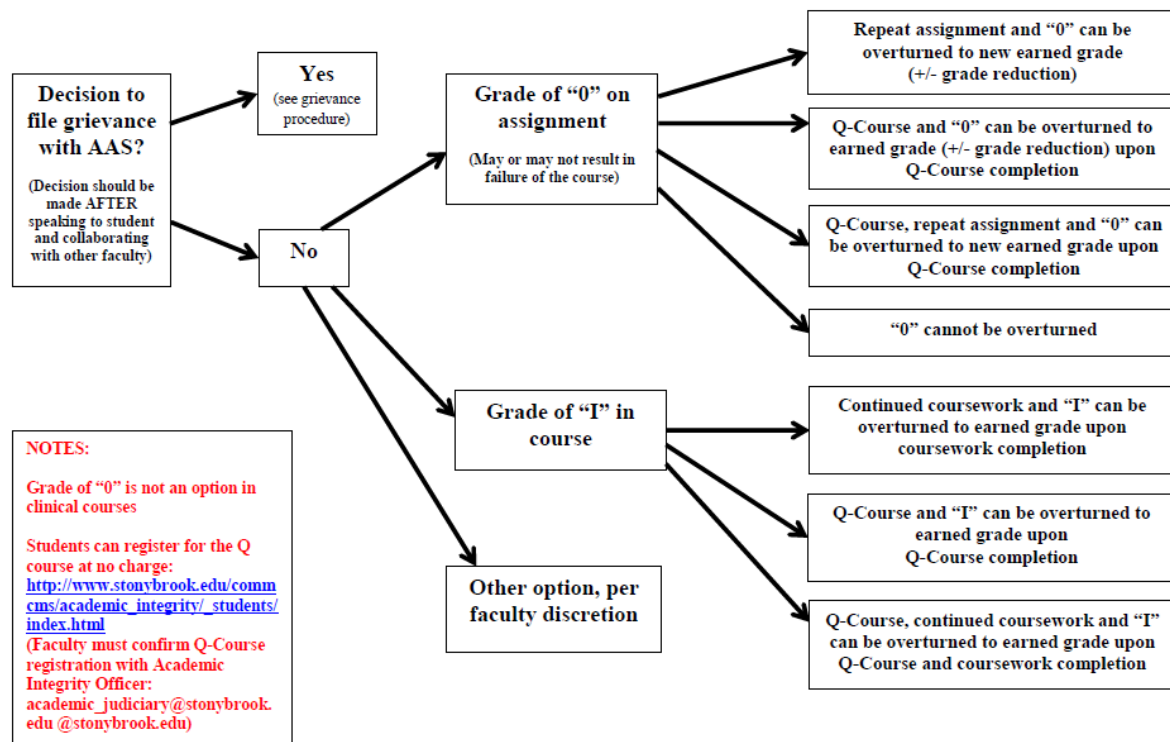 Decision to
file grievance
with AAS?
(Decision should be
made AFTER
speaking to student
and collaborating
with other faculty)
Yes
(see grievance
procedure)
No
Grade of “0” on
assignment
(May or may not result in
failure of the course)
Repeat assignment and “0” can be
overturned to new earned grade
(+/- grade reduction)
Q-Course and “0” can be overturned to
earned grade (+/- grade reduction) upon
Q-Course completion
Q-Course, repeat assignment and “0” can
be overturned to new earned grade upon
Q-Course completion
“0” cannot be overturned
Grade of “I” in
course
Continued coursework and “I” can be
overturned to earned grade upon
coursework completion
Q-Course and “I” can be overturned to
earned grade upon
Q-Course completion
Q-Course, continued coursework and “I”
can be overturned to earned grade upon
Q-Course and coursework completion
Other option, per
faculty discretion
NOTES:
Grade of “0” is not an option in
clinical courses
Students can register for the Q
course at no charge:
http://www.stonybrook.edu/comm
cms/academic_integrity/_students/
index.html
(Faculty must confirm Q-Course
registration with Academic
Integrity Officer:
academic_judiciary@stonybrook.
edu @stonybrook.edu)